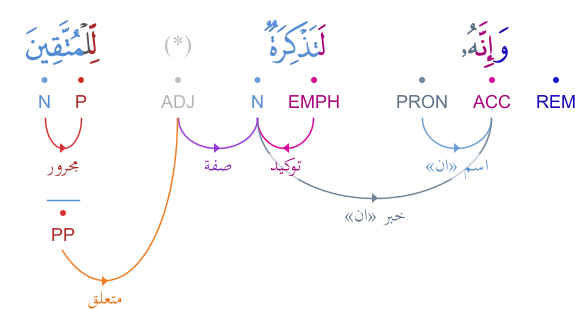 وَإِنَّهُۥ لَتَذْكِرَةٌ (*) لِّلْمُتَّقِينَ
REM ACC PRON EMPH N ADJ P N
اسم «ان» توكيد صفة مجرور
خبر «ان»
PP
متعلق